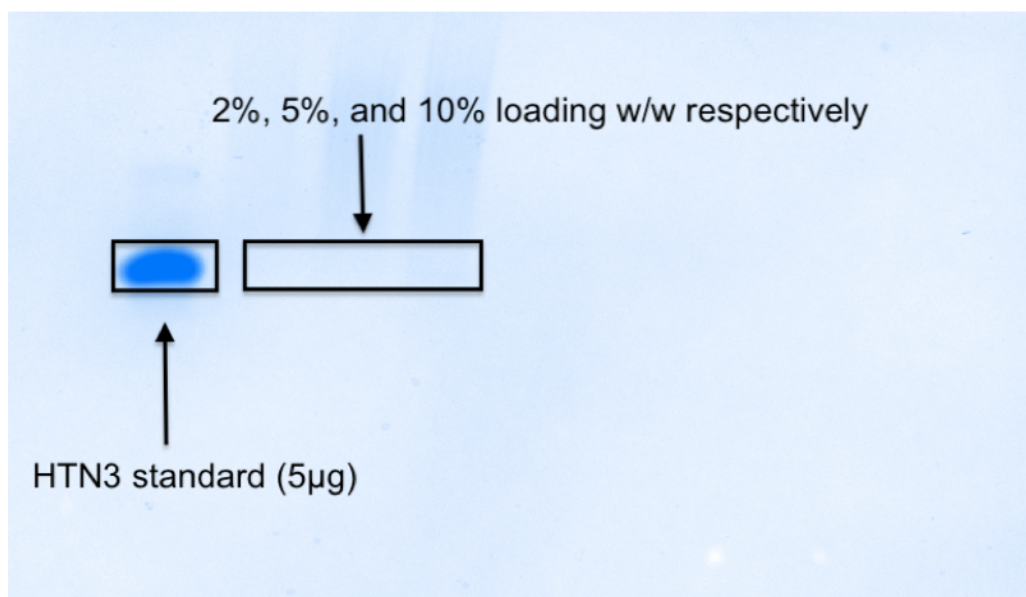 2%, 5%, and 10% loading w/w respectively
HTN3 standard (5µg)